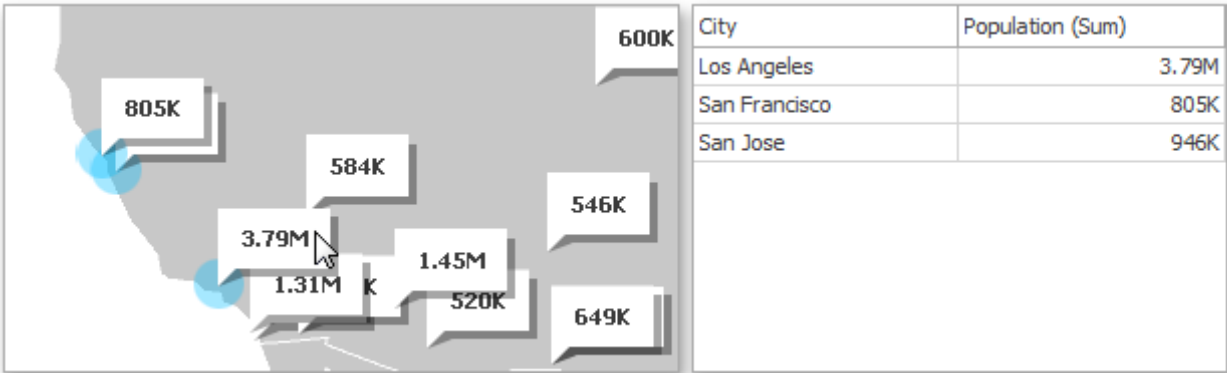 600K
805K
584K
546K
3.79M
1.45M
1.31M
K
520K
649K
City Population (Sum)
Los Angeles 3.79M
San Francisco 805K
San Jose 946K